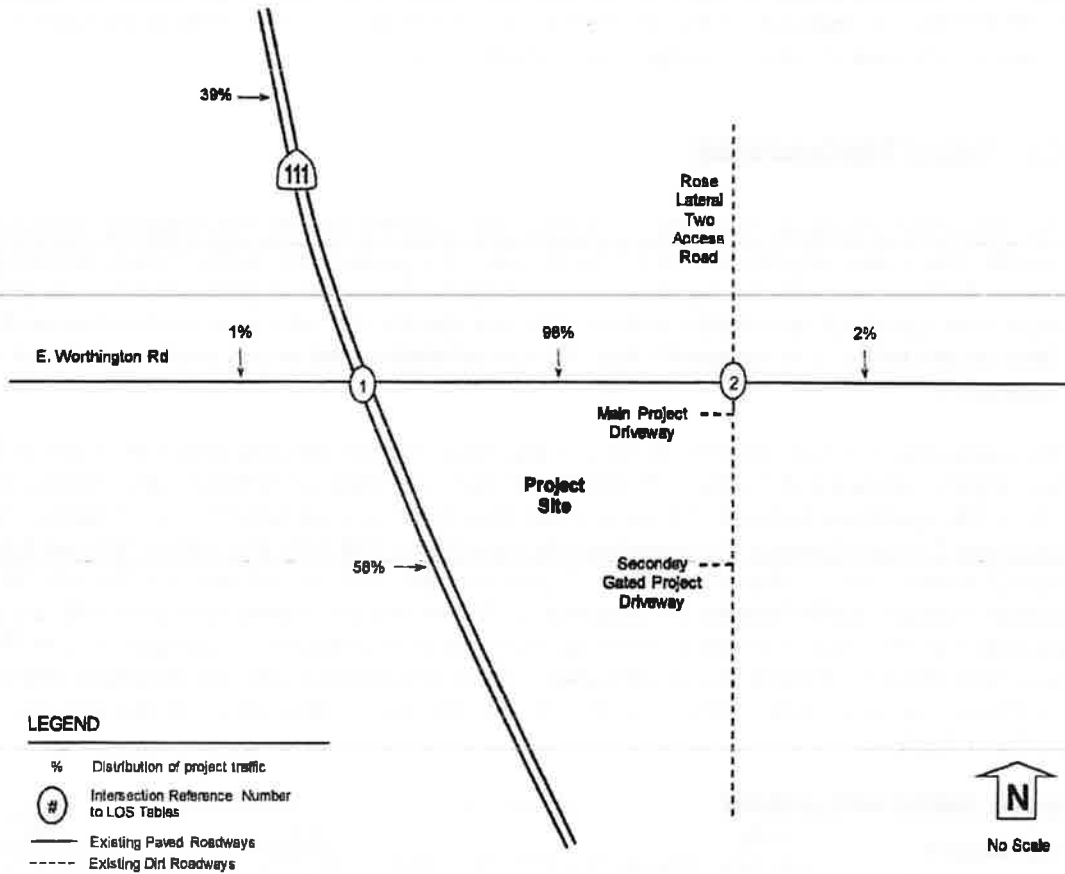 39%
111
Rose
Lateral
Two
Access
Road
1%
98%
2%
E. Worthington Rd
1
2
Main Project
Driveway
Project
Site
58%
Seconday
Gated Project
Driveway
LEGEND
% Distribution of project traffic
# Intersection Reference Number
to LOS Tables
Existing Paved Roadways
Existing Dirt Roadways
N
No Scale